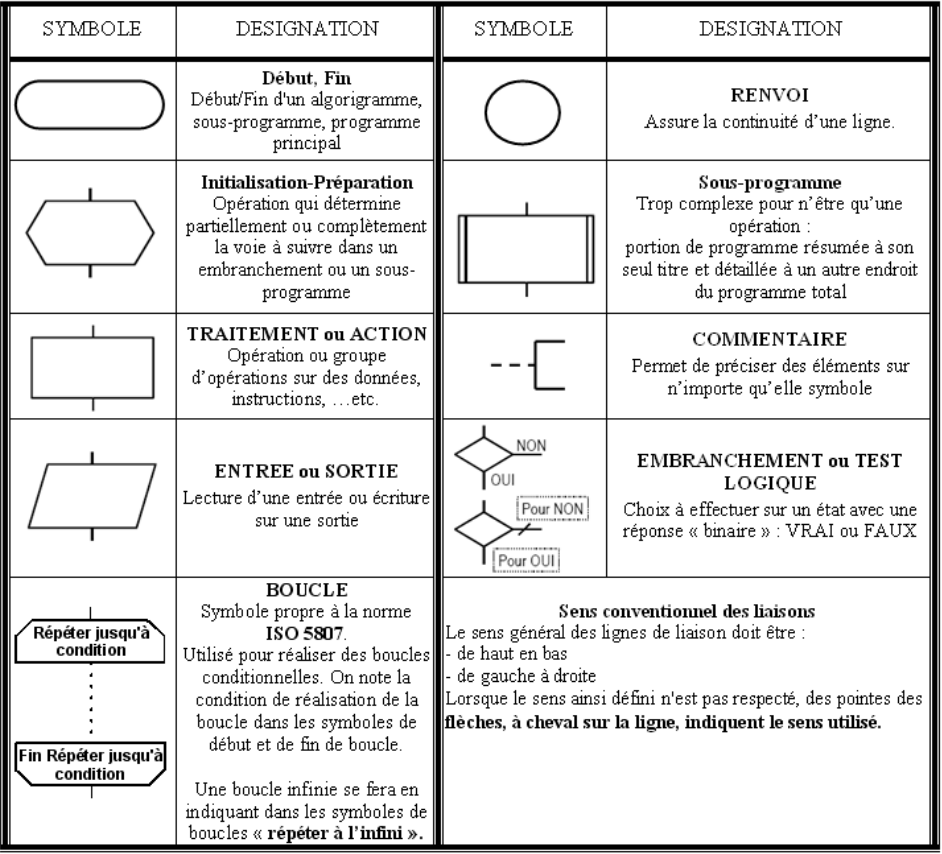 SYMBOLE
DESIGNATION
SYMBOLE
DESIGNATION
Début, Fin
Début/Fin d'un algorigramme,
sous-programme, programme
principal
RENVOI
Assure la continuité d'une ligne.
Initialisation-Préparation
Opération qui détermine
partiellement ou complètement
la voie à suivre dans un
embranchement ou un sous-
programme
Sous-programme
Trop complexe pour n'être qu'une
opération :
portion de programme résumée à son
seul titre et détaillée à un autre endroit
du programme total
TRAITEMENT ou ACTION
Opération ou groupe
d'opérations sur des données,
instructions, …etc.
COMMENTAIRE
Permet de préciser des éléments sur
n'importe qu'elle symbole
ENTREE ou SORTIE
Lecture d'une entrée ou écriture
sur une sortie
NON
OUI
Pour NON
Pour OUI
EMBRANCHEMENT ou TEST
LOGIQUE
Choix à effectuer sur un état avec une
réponse « binaire » : VRAI ou FAUX
Répéter jusqu'à
condition
Fin Répéter jusqu'à
condition
BOUCLE
Symbole propre à la norme
ISO 5807.
Utilisé pour réaliser des boucles
conditionnelles. On note la
condition de réalisation de la
boucle dans les symboles de
début et de fin de boucle.
Une boucle infinie se fera en
indiquant dans les symboles de
boucles « répéter à l'infini ».
Sens conventionnel des liaisons
Le sens général des lignes de liaison doit être :
- de haut en bas
- de gauche à droite
Lorsque le sens ainsi défini n'est pas respecté, des pointes des
flèches, à cheval sur la ligne, indiquent le sens utilisé.